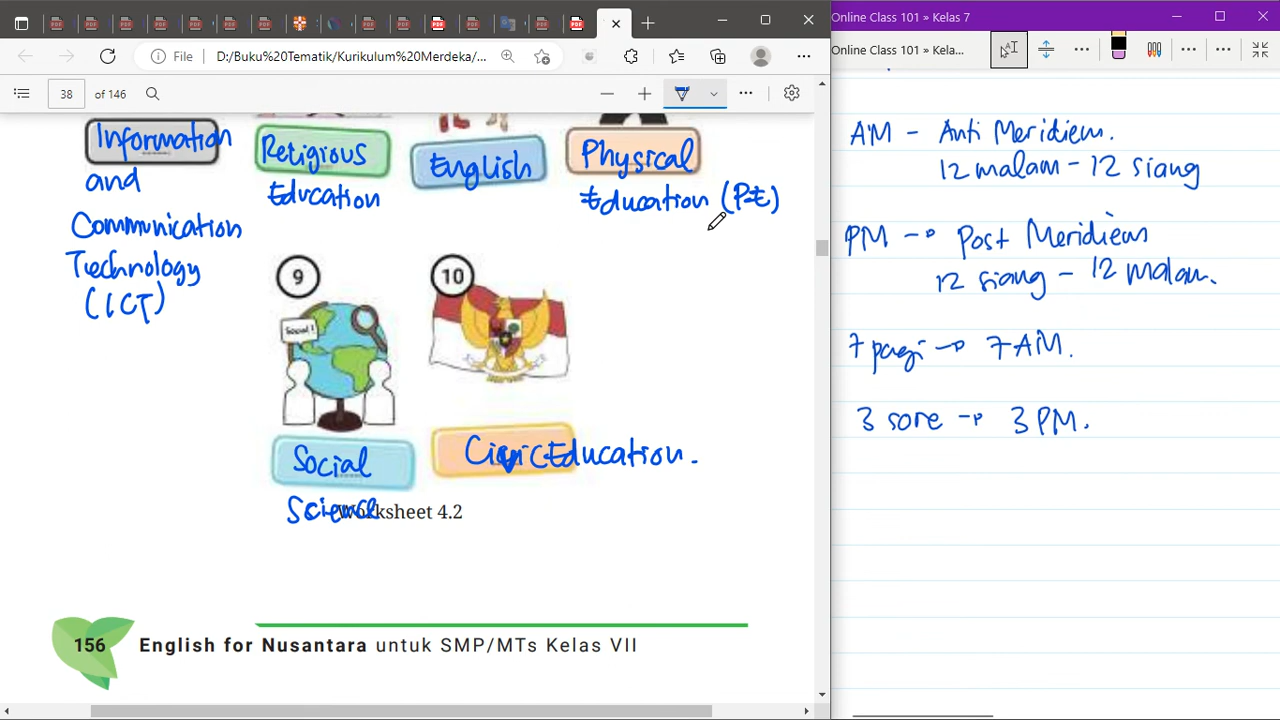 File
D:/Buku%20Tematik/Kurikulum%20Merdeka/...
38
of 146
Information
and
Communication
Technology
(ICT)
Religious
Education
English
Physical
Education (PE)
9
10
Social !
Social
Science
Civic Education.
Worksheet 4.2
156
English for Nusantara untuk SMP/MTs Kelas VII
Online Class 101 » Kelas 7
Online Class 101 » Kela...
AM - Anti Meridiem.
12 malam - 12 siang
PM → Post Meridiem
12 siang - 12 malam.
7 pagi → 7 AM.
3 sore → 3 PM.